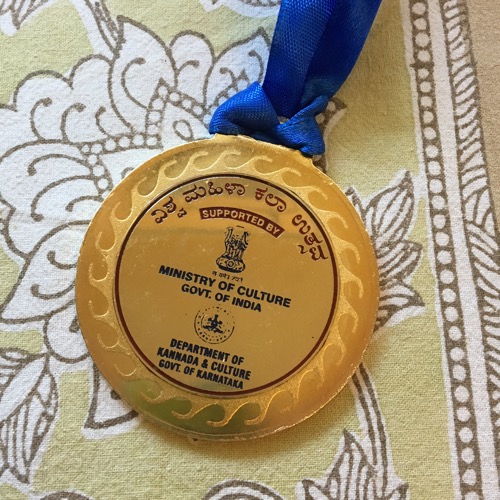 ವಿಶ್ವ ಮಹಿಳಾ ಕಲಾ ಉತ್ಸವ
SUPPORTED BY
MINISTRY OF CULTURE
GOVT. OF INDIA
DEPARTMENT OF
KANNADA & CULTURE
GOVT. OF KARNATAKA